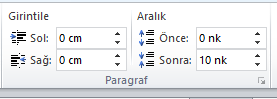 Girintile Aralık
Sol: 0 cm Önce: 0 nk
Sağ: 0 cm Sonra: 10 nk
Paragraf